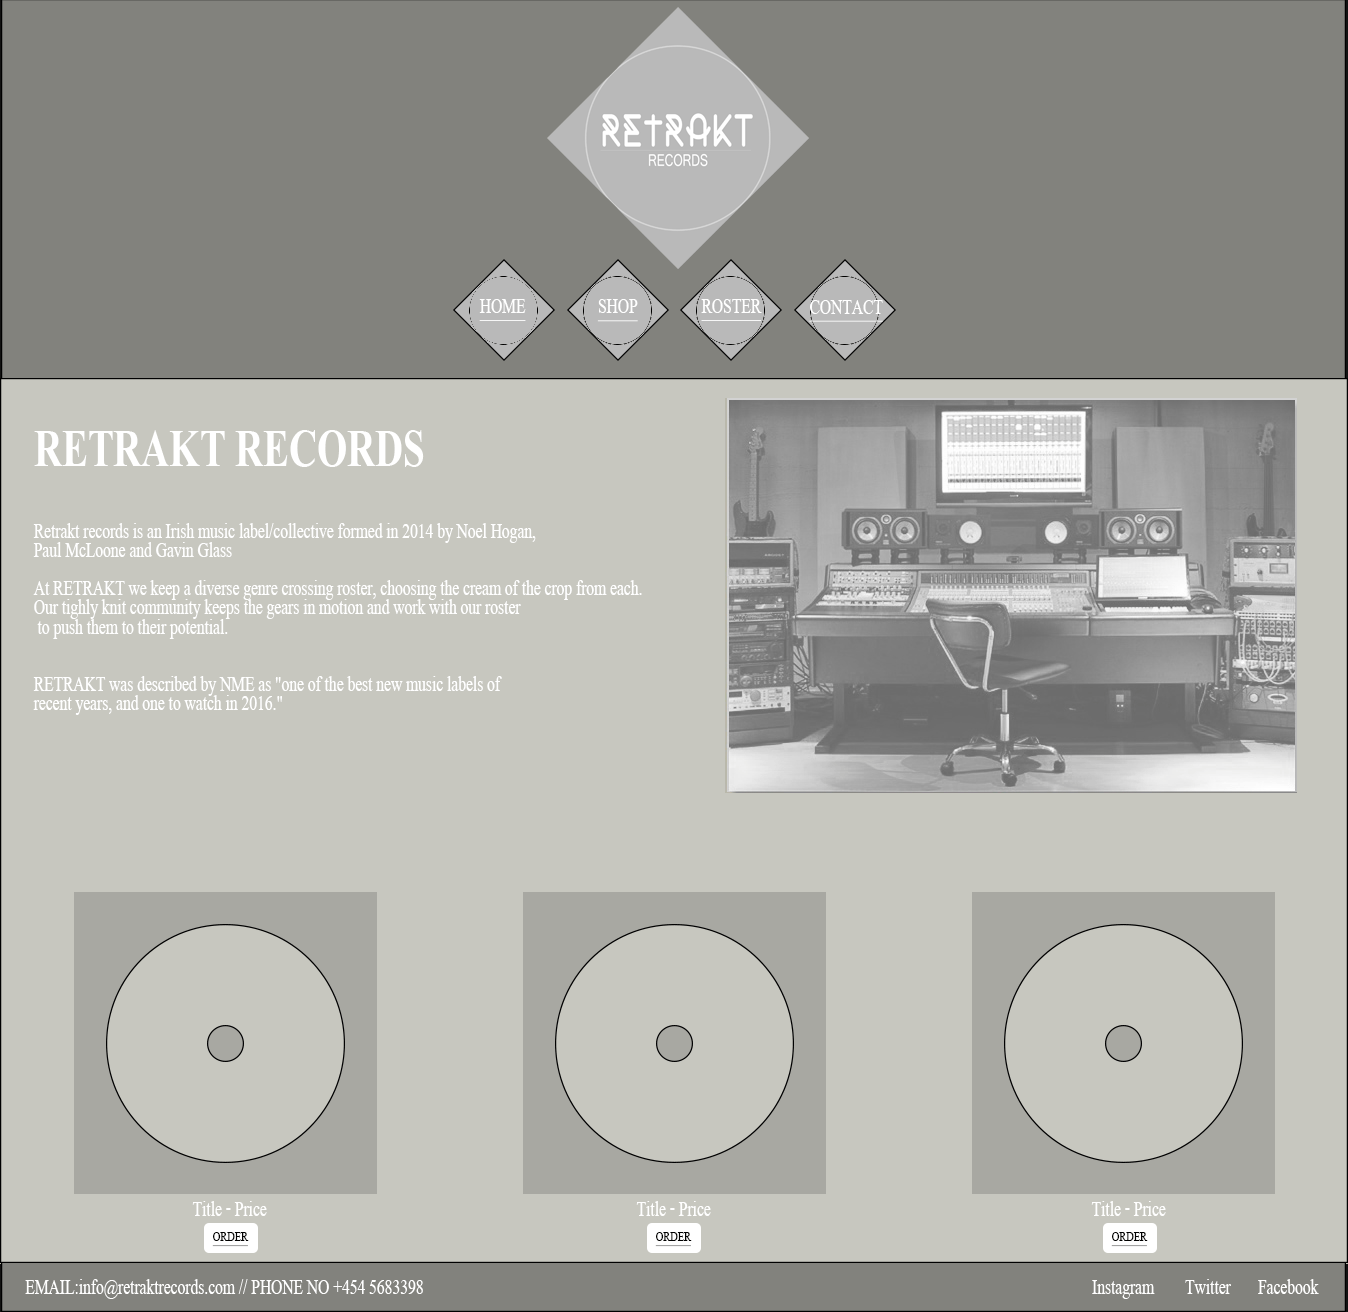 RETRAKT
RECORDS
HOME
SHOP
ROSTER
CONTACT
RETRAKT RECORDS
Retrakt records is an Irish music label/collective formed in 2014 by Noel Hogan,
Paul McLoone and Gavin Glass
At RETRAKT we keep a diverse genre crossing roster, choosing the cream of the crop from each.
Our tighly knit community keeps the gears in motion and work with our roster
to push them to their potential.
RETRAKT was described by NME as "one of the best new music labels of
recent years, and one to watch in 2016."
Title - Price
ORDER
Title - Price
ORDER
Title - Price
ORDER
EMAIL:info@retraktrecords.com // PHONE NO +454 5683398
Instagram
Twitter
Facebook